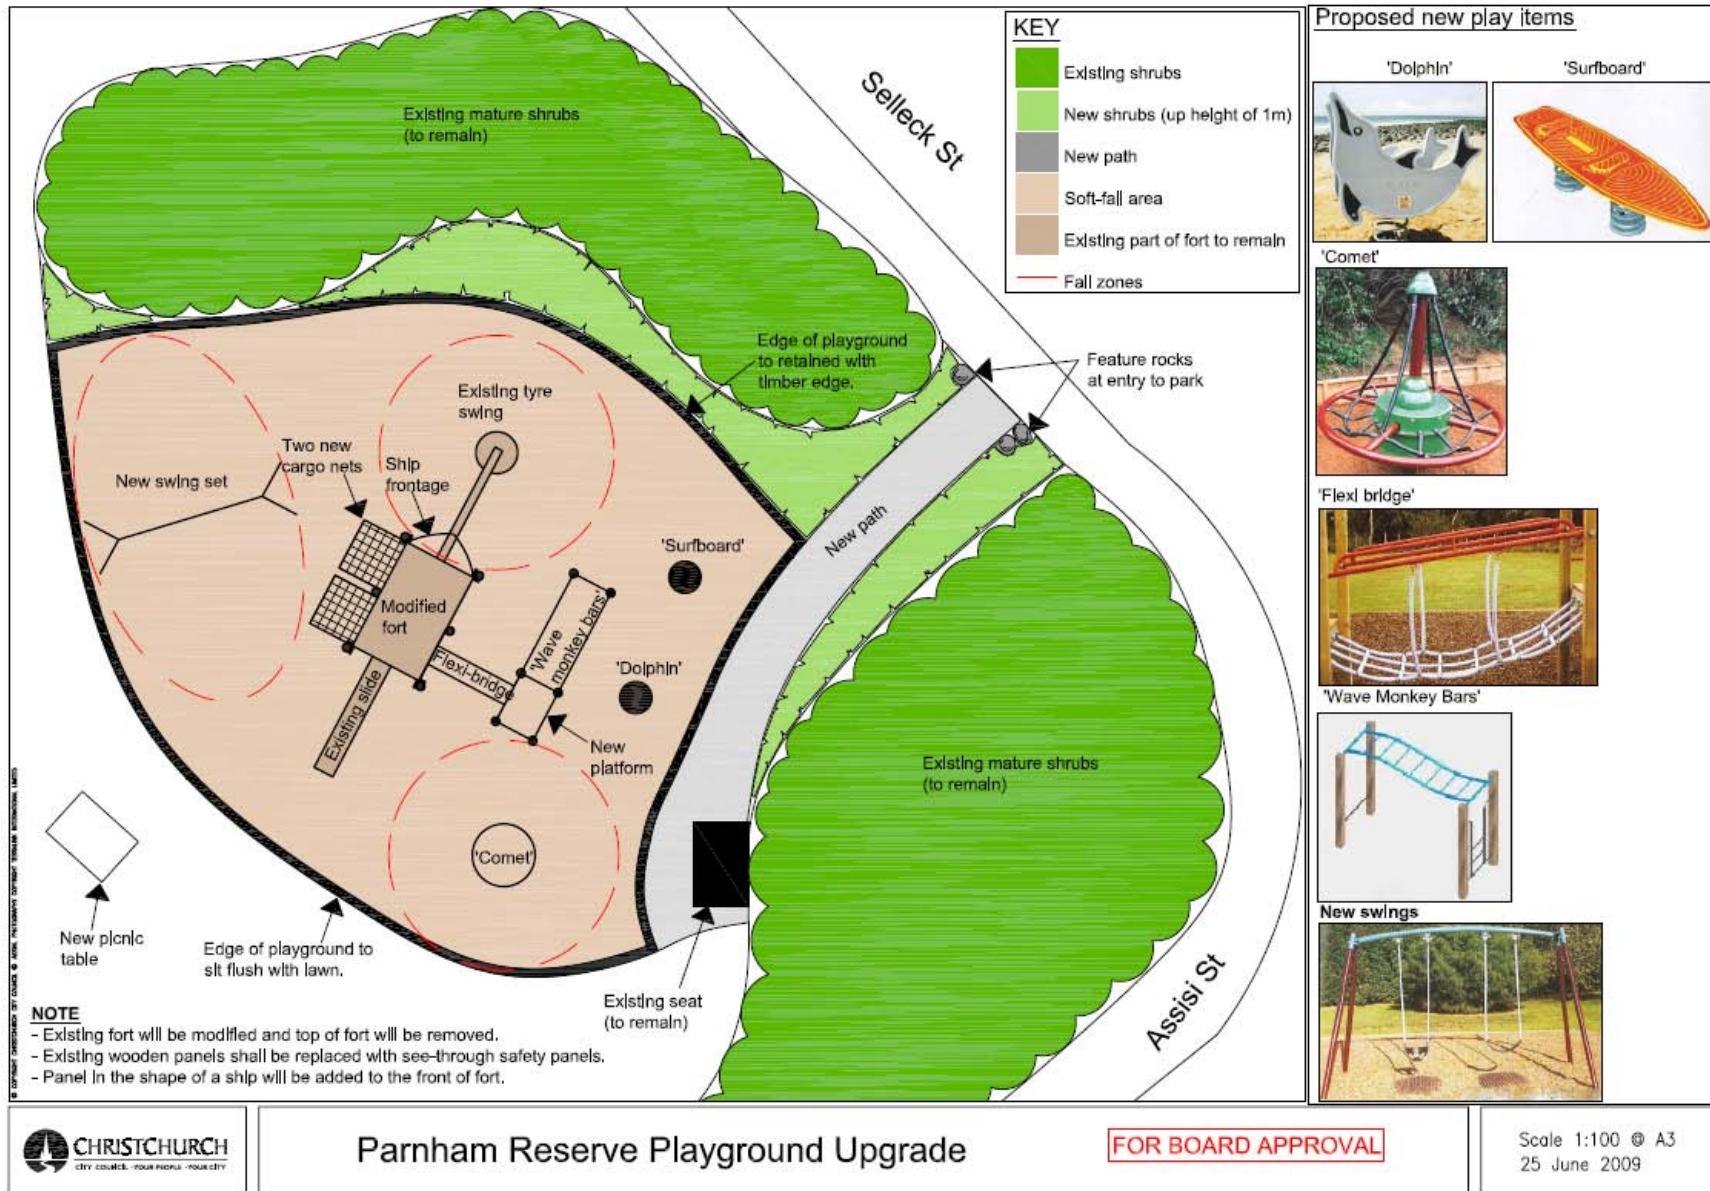 KEY
Existing shrubs
New shrubs (up height of 1m)
New path
Soft-fall area
Existing part of fort to remain
Fall zones
Selleck St
Existing mature shrubs
(to remain)
Edge of playground
to retained with
timber edge.
Feature rocks
at entry to park
Existing tyre
swing
Two new
cargo nets
Ship
frontage
New swing set
New path
'Surfboard'
Modified
fort
'Wave
monkey bars'
Flexi-bridge
'Dolphin'
Existing slide
New
platform
Existing mature shrubs
(to remain)
'Comet'
New picnic
table
Edge of playground to
sit flush with lawn.
Existing seat
(to remain)
Assisi St
NOTE
- Existing fort will be modified and top of fort will be removed.
- Existing wooden panels shall be replaced with see-through safety panels.
- Panel in the shape of a ship will be added to the front of fort.
Proposed new play items
'Dolphin'
'Surfboard'
'Comet'
'Flexi bridge'
'Wave Monkey Bars'
New swings
CHRISTCHURCH
CITY COUNCIL · YOUR PEOPLE · YOUR CITY
Parnham Reserve Playground Upgrade
FOR BOARD APPROVAL
Scale 1:100 @ A3
25 June 2009